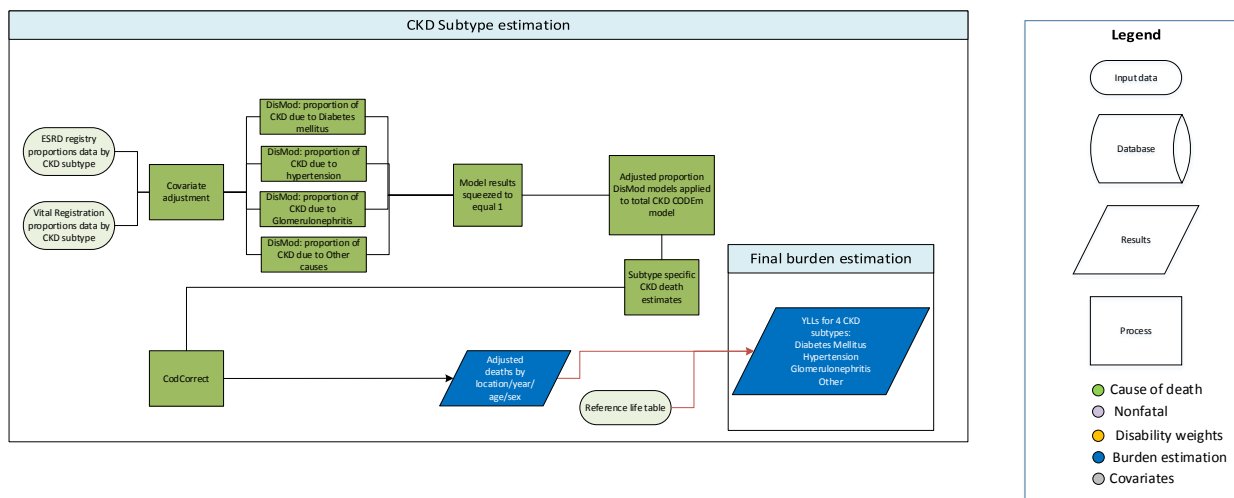 CKD Subtype estimation
ESRD registry
proportions data by
CKD subtype
Vital Registration
proportions data by
CKD subtype
Covariate
adjustment
DisMod: proportion of
CKD due to Diabetes
mellitus
DisMod: proportion
of CKD due to
hypertension
DisMod: proportion of
CKD due to
Glomerulonephritis
DisMod: proportion of
CKD due to Other
causes
Model results
squeezed to
equal 1
Adjusted
proportion
DisMod models applied
to total CKD CODEm
model
Subtype specific
CKD death
estimates
CodCorrect
Adjusted
deaths by
location/year/
age/sex
Reference life table
Final burden estimation
YLLs for 4 CKD
subtypes:
Diabetes Mellitus
Hypertension
Glomerulonephritis
Other
Legend
Input data
Database
Results
Process
Cause of death
Nonfatal
Disability weights
Burden estimation
Covariates